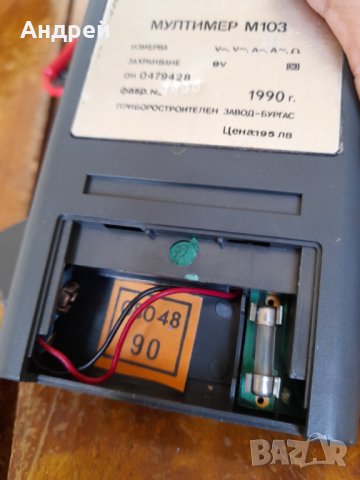 Андрей
МУЛТИМЕР М103
ИЗМЕРВА V⎓, V~, A⎓, A~, Ω
ЗАХРАНВАНЕ 9V
ОН 0479428
фабр. №
1990 г.
ПРИБОРОСТРОИТЕЛЕН ЗАВОД-БУРГАС
Цена:195 лв
48
90
BAZAR
bg